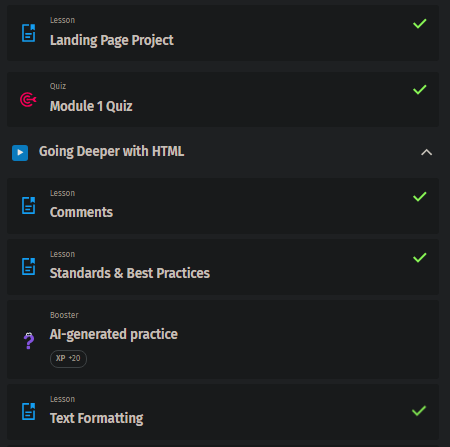 Lesson
Landing Page Project
Quiz
Module 1 Quiz
Going Deeper with HTML
Lesson
Comments
Lesson
Standards & Best Practices
Booster
AI-generated practice
XP +20
Lesson
Text Formatting